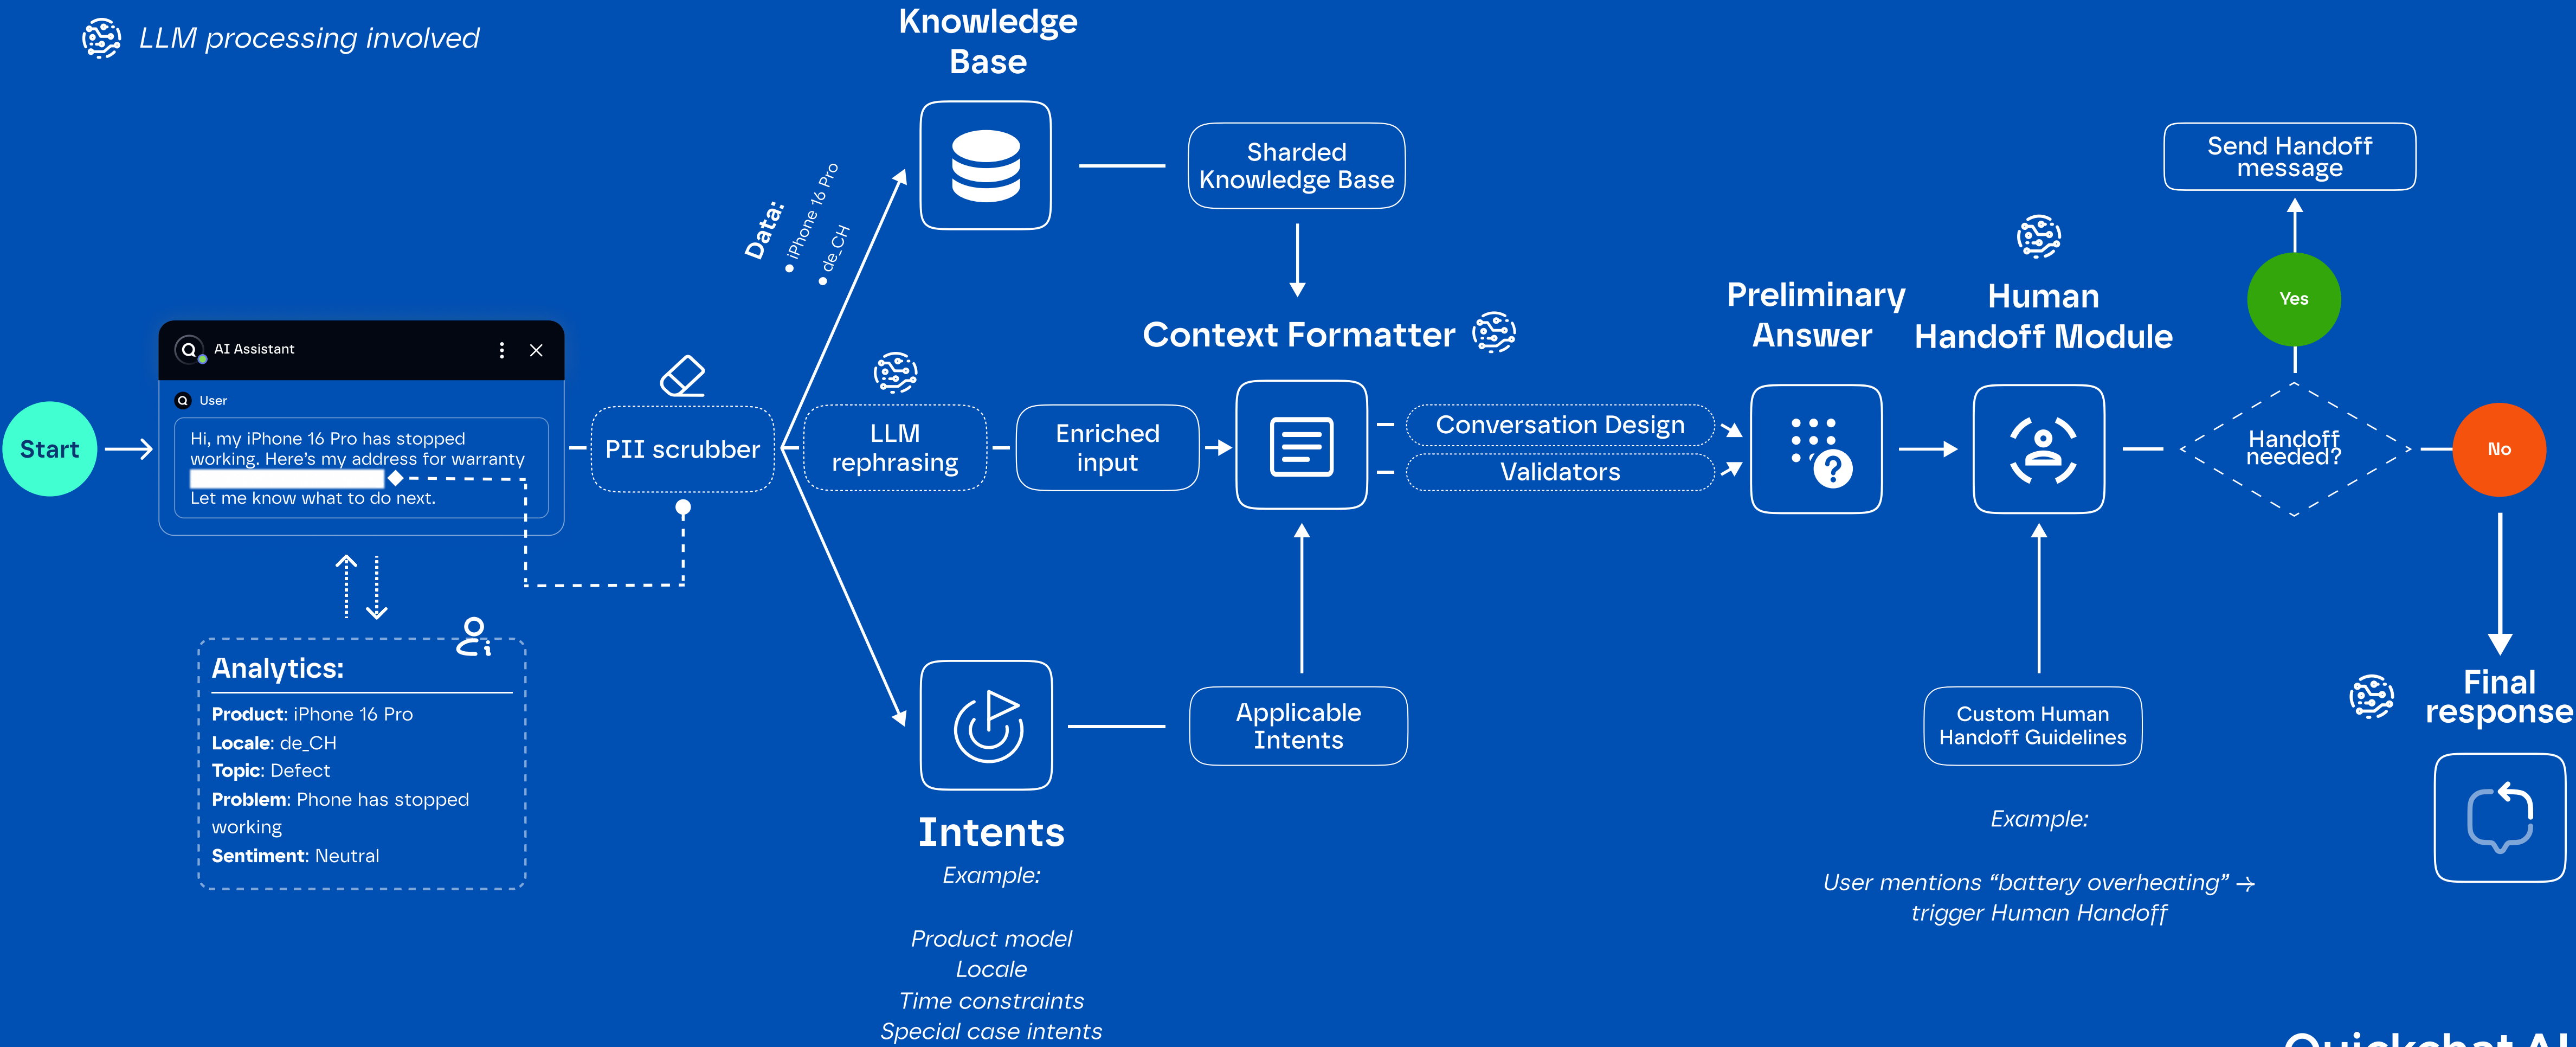 LLM processing involved
Knowledge
Base
Data:
• iPhone 16 Pro
• de_CH
Sharded
Knowledge Base
Send Handoff
message
Start
AI Assistant
User
Hi, my iPhone 16 Pro has stopped
working. Here's my address for warranty
Let me know what to do next.
PII scrubber
LLM
rephrasing
Enriched
input
Context Formatter
Conversation Design
Validators
Preliminary
Answer
Human
Handoff Module
Handoff
needed?
Yes
No
Analytics:
Product: iPhone 16 Pro
Locale: de_CH
Topic: Defect
Problem: Phone has stopped
working
Sentiment: Neutral
Intents
Example:
Product model
Locale
Time constraints
Special case intents
Applicable
Intents
Custom Human
Handoff Guidelines
Example:
User mentions “battery overheating” →
trigger Human Handoff
Final
response
Quickchat AI